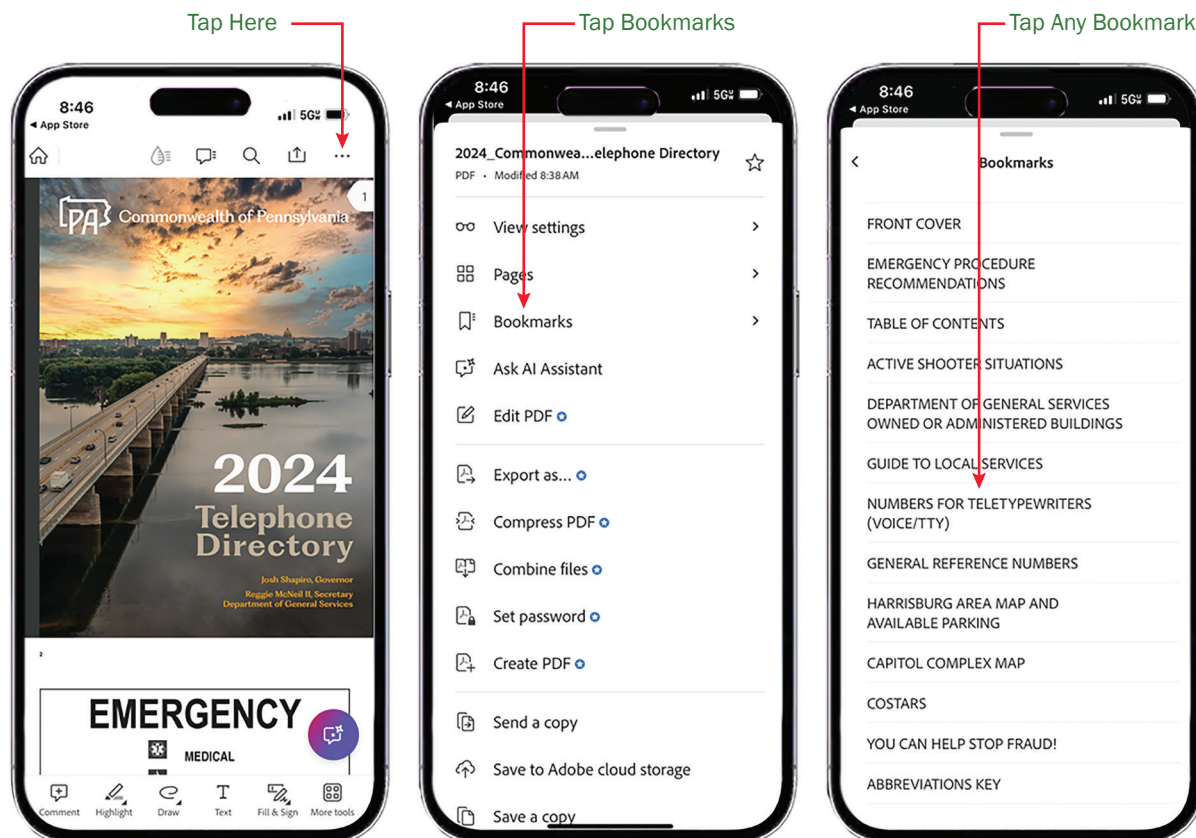 Tap Here
Tap Bookmarks
Tap Any Bookmark
8:46
App Store
5G
1
PA
Commonwealth of Pennsylvania
2024
Telephone
Directory
Josh Shapiro, Governor
Reggie McNeil II, Secretary
Department of General Services
2
EMERGENCY
MEDICAL
Comment
Highlight
Draw
Text
Fill & Sign
More tools
8:46
App Store
5G
2024_Commonwea...elephone Directory
PDF • Modified 8:38 AM
View settings
Pages
Bookmarks
Ask AI Assistant
Edit PDF
Export as...
Compress PDF
Combine files
Set password
Create PDF
Send a copy
Save to Adobe cloud storage
Save a copy
8:46
App Store
5G
Bookmarks
FRONT COVER
EMERGENCY PROCEDURE
RECOMMENDATIONS
TABLE OF CONTENTS
ACTIVE SHOOTER SITUATIONS
DEPARTMENT OF GENERAL SERVICES
OWNED OR ADMINISTERED BUILDINGS
GUIDE TO LOCAL SERVICES
NUMBERS FOR TELETYPEWRITERS
(VOICE/TTY)
GENERAL REFERENCE NUMBERS
HARRISBURG AREA MAP AND
AVAILABLE PARKING
CAPITOL COMPLEX MAP
COSTARS
YOU CAN HELP STOP FRAUD!
ABBREVIATIONS KEY